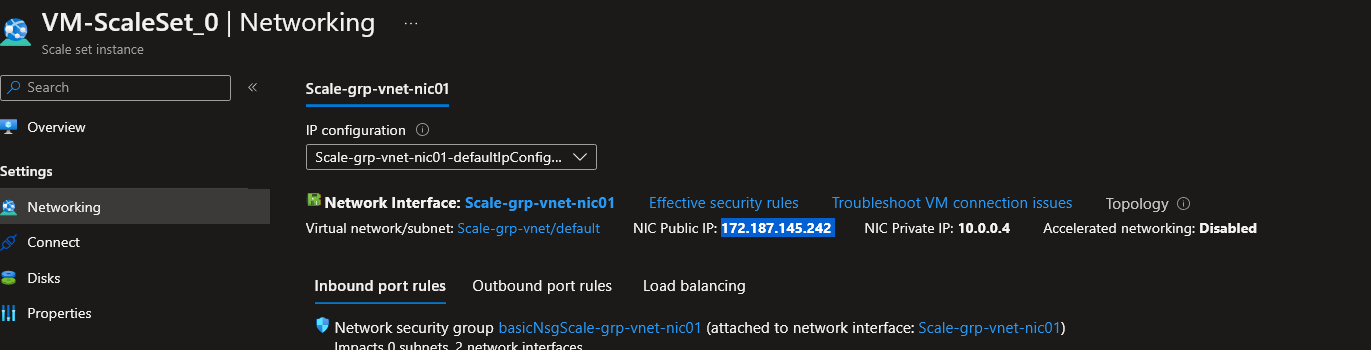 VM-ScaleSet_0 | Networking ...
Scale set instance
Search
«
Overview
Settings
Networking
Connect
Disks
Properties
Scale-grp-vnet-nic01
IP configuration
Scale-grp-vnet-nic01-defaultIpConfig...
Network Interface: Scale-grp-vnet-nic01 Effective security rules Troubleshoot VM connection issues Topology
Virtual network/subnet: Scale-grp-vnet/default NIC Public IP: 172.187.145.242 NIC Private IP: 10.0.0.4 Accelerated networking: Disabled
Inbound port rules Outbound port rules Load balancing
Network security group basicNsgScale-grp-vnet-nic01 (attached to network interface: Scale-grp-vnet-nic01)
Impacts 0 subnets, 2 network interfaces